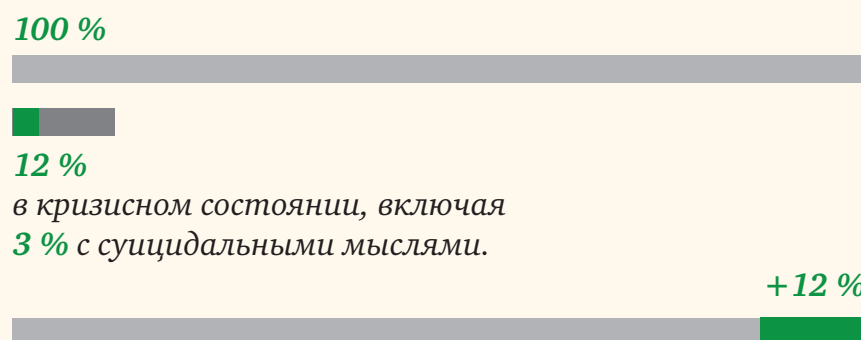 100 %
12 %
в кризисном состоянии, включая
3 % с суицидальными мыслями.
+12 %